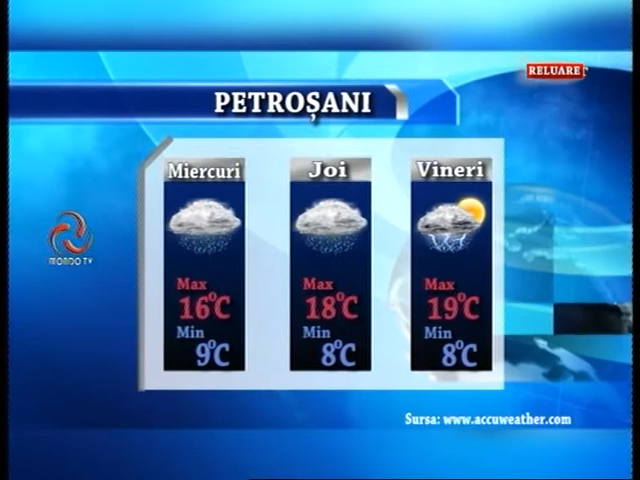 RELUARE
PETROȘANI
Miercuri Joi Vineri
Max Max Max
16°C 18°C 19°C
Min Min Min
9°C 8°C 8°C
MONDO TV
Sursa: www.accuweather.com